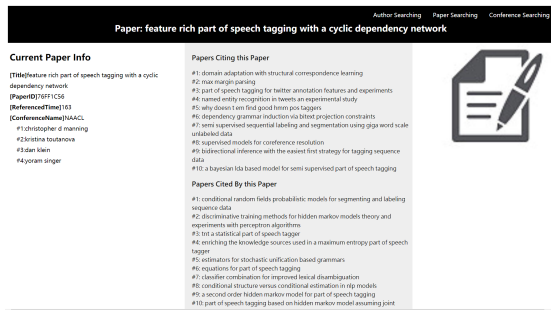 Author Searching Paper Searching Conference Searching
Paper: feature rich part of speech tagging with a cyclic dependency network
Current Paper Info
[Title]feature rich part of speech tagging with a cyclic
dependency network
[PaperID]76FF1C56
[ReferencedTime]163
[ConferenceName]NAACL
#1:christopher d manning
#2:kristina toutanova
#3:dan klein
#4:yoram singer
Papers Citing this Paper
#1: domain adaptation with structural correspondence learning
#2: max margin parsing
#3: part of speech tagging for twitter annotation features and experiments
#4: named entity recognition in tweets an experimental study
#5: why doesn t em find good hmm pos taggers
#6: dependency grammar induction via bitext projection constraints
#7: semi supervised sequential labeling and segmentation using giga word scale
unlabeled data
#8: supervised models for coreference resolution
#9: bidirectional inference with the easiest first strategy for tagging sequence
data
#10: a bayesian lda based model for semi supervised part of speech tagging
Papers Cited By this Paper
#1: conditional random fields probabilistic models for segmenting and labeling
sequence data
#2: discriminative training methods for hidden markov models theory and
experiments with perceptron algorithms
#3: tnt a statistical part of speech tagger
#4: enriching the knowledge sources used in a maximum entropy part of speech
tagger
#5: estimators for stochastic unification based grammars
#6: equations for part of speech tagging
#7: classifier combination for improved lexical disambiguation
#8: conditional structure versus conditional estimation in nlp models
#9: a second order hidden markov model for part of speech tagging
#10: part of speech tagging based on hidden markov model assuming joint